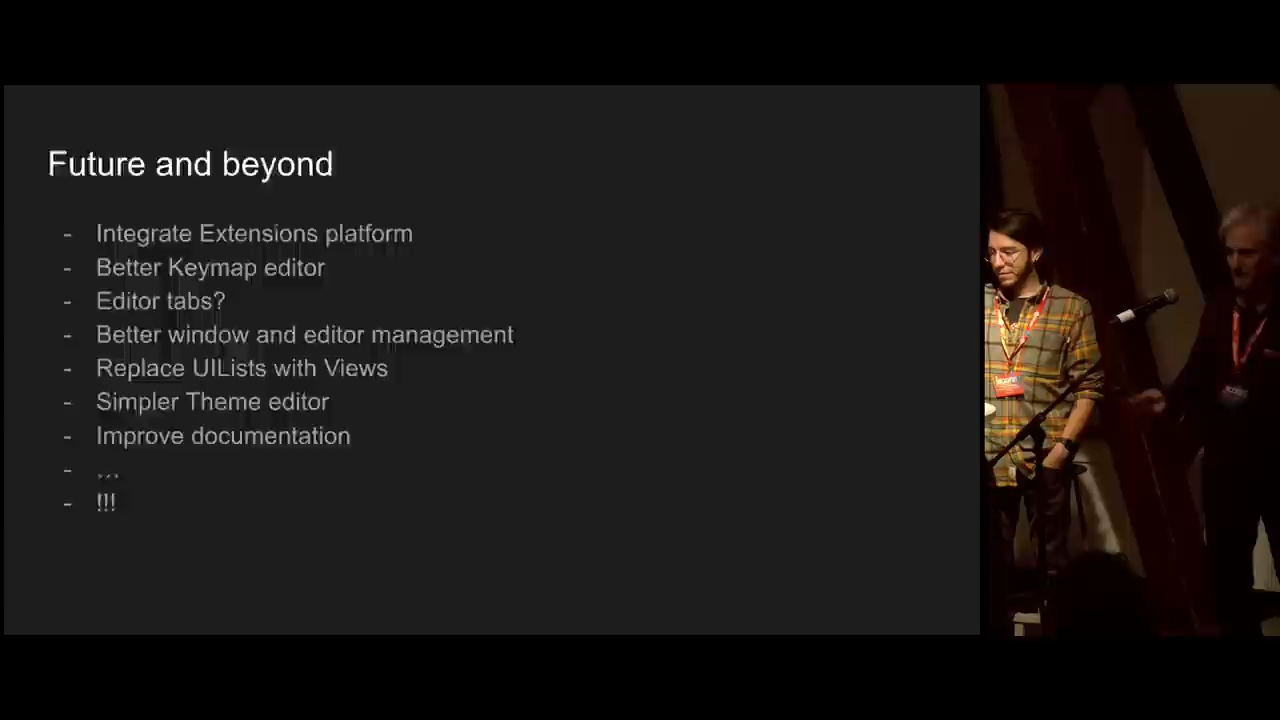 Future and beyond
- Integrate Extensions platform
- Better Keymap editor
- Editor tabs?
- Better window and editor management
- Replace UILists with Views
- Simpler Theme editor
- Improve documentation
- ...
- !!!